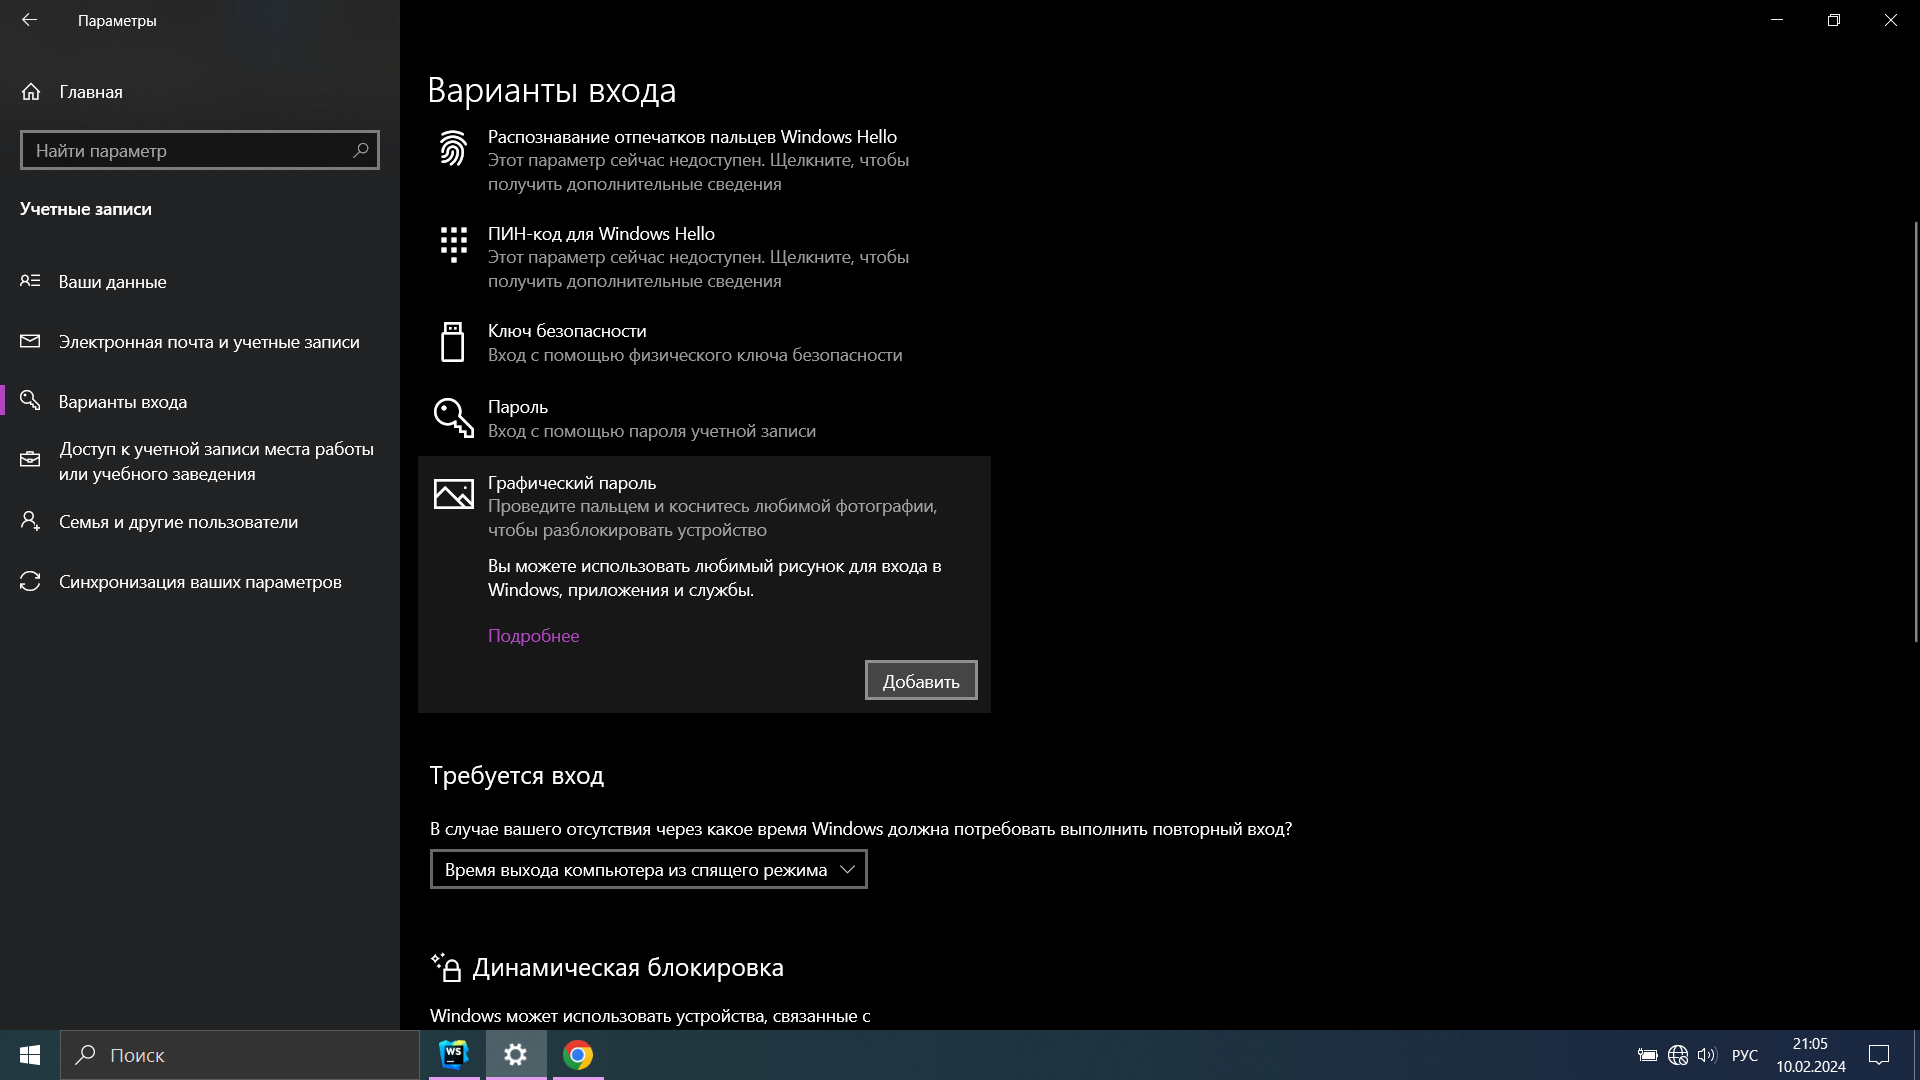 Параметры
Главная
Найти параметр
Учетные записи
Ваши данные
Электронная почта и учетные записи
Варианты входа
Доступ к учетной записи места работы
или учебного заведения
Семья и другие пользователи
Синхронизация ваших параметров
Варианты входа
Распознавание отпечатков пальцев Windows Hello
Этот параметр сейчас недоступен. Щелкните, чтобы
получить дополнительные сведения
ПИН-код для Windows Hello
Этот параметр сейчас недоступен. Щелкните, чтобы
получить дополнительные сведения
Ключ безопасности
Вход с помощью физического ключа безопасности
Пароль
Вход с помощью пароля учетной записи
Графический пароль
Проведите пальцем и коснитесь любимой фотографии,
чтобы разблокировать устройство
Вы можете использовать любимый рисунок для входа в
Windows, приложения и службы.
Подробнее
Добавить
Требуется вход
В случае вашего отсутствия через какое время Windows должна потребовать выполнить повторный вход?
Время выхода компьютера из спящего режима
Динамическая блокировка
Windows может использовать устройства, связанные с
Поиск
WS
РУС
21:05
10.02.2024